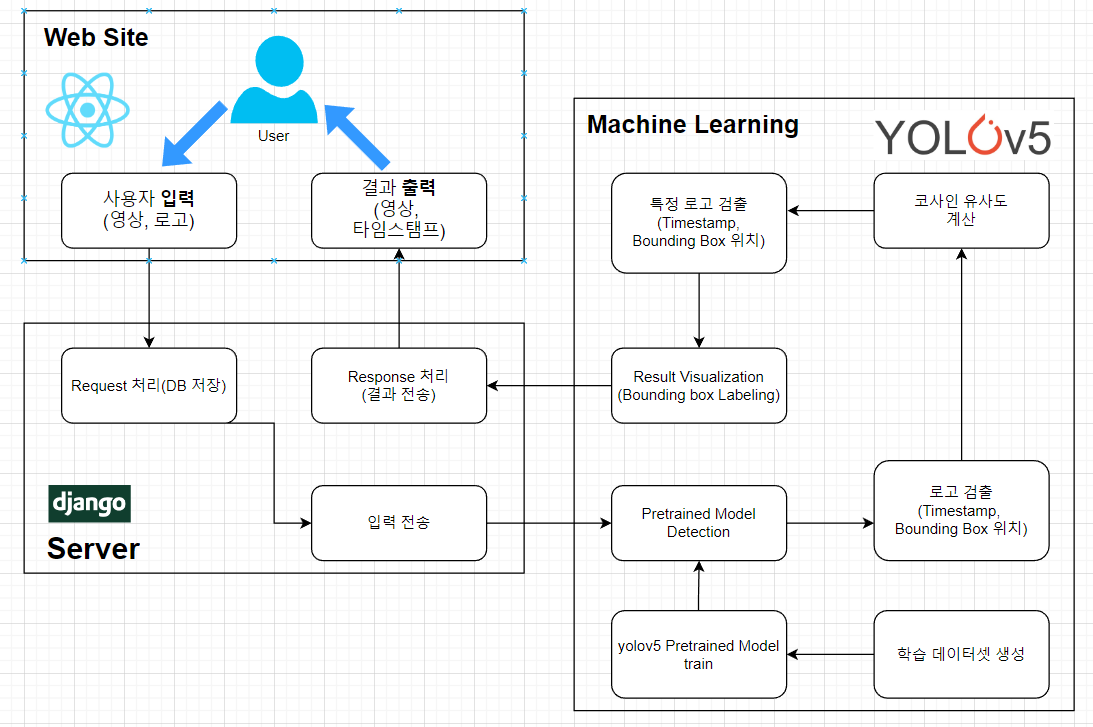 Web Site
User
사용자 입력
(영상, 로고)
결과 출력
(영상,
타임스탬프)
Request 처리(DB 저장)
Response 처리
(결과 전송)
입력 전송
django
Server
Machine Learning
YOLOv5
특정 로고 검출
(Timestamp,
Bounding Box 위치)
코사인 유사도
계산
Result Visualization
(Bounding box Labeling)
Pretrained Model
Detection
로고 검출
(Timestamp,
Bounding Box 위치)
yolov5 Pretrained Model
train
학습 데이터셋 생성